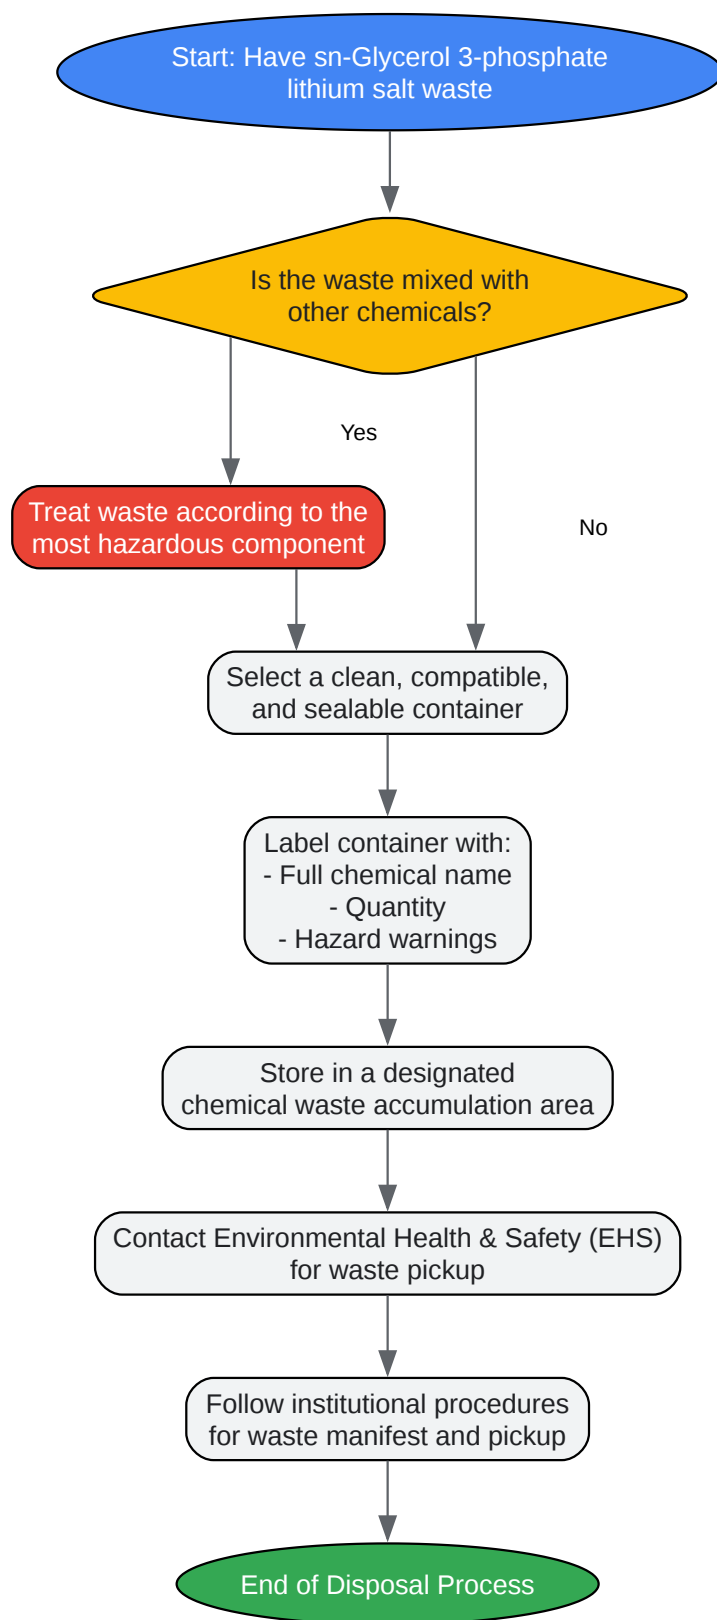 Start: Have sn-Glycerol 3-phosphate
lithium salt waste
Is the waste mixed with
other chemicals?
Yes
Treat waste according to the
most hazardous component
No
Select a clean, compatible,
and sealable container
Label container with:
- Full chemical name
- Quantity
- Hazard warnings
Store in a designated
chemical waste accumulation area
Contact Environmental Health & Safety (EHS)
for waste pickup
Follow institutional procedures
for waste manifest and pickup
End of Disposal Process